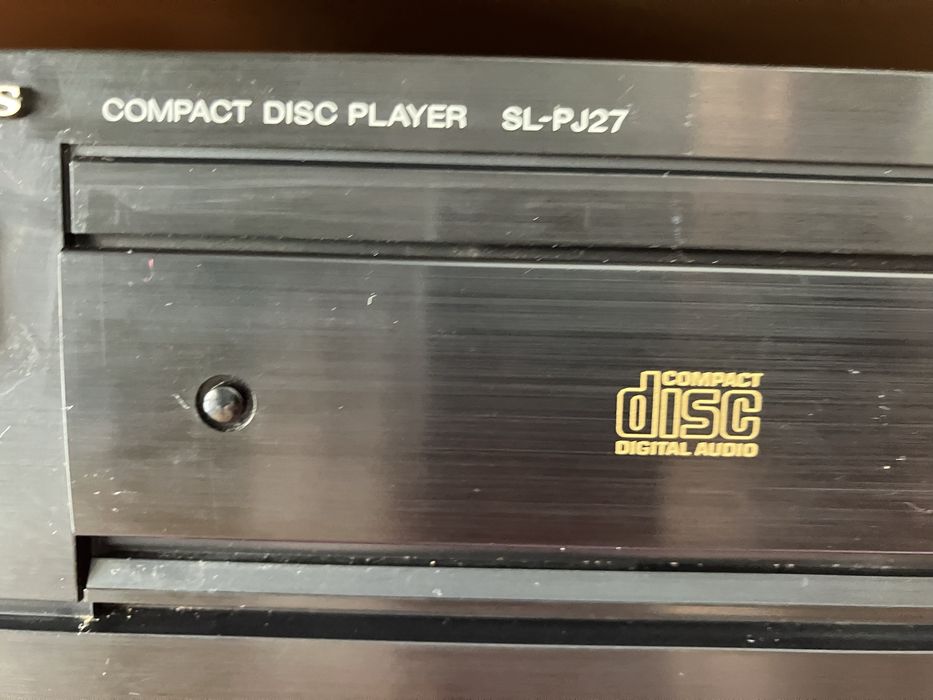 S COMPACT DISC PLAYER SL-PJ27
COMPACT
disc
DIGITAL AUDIO